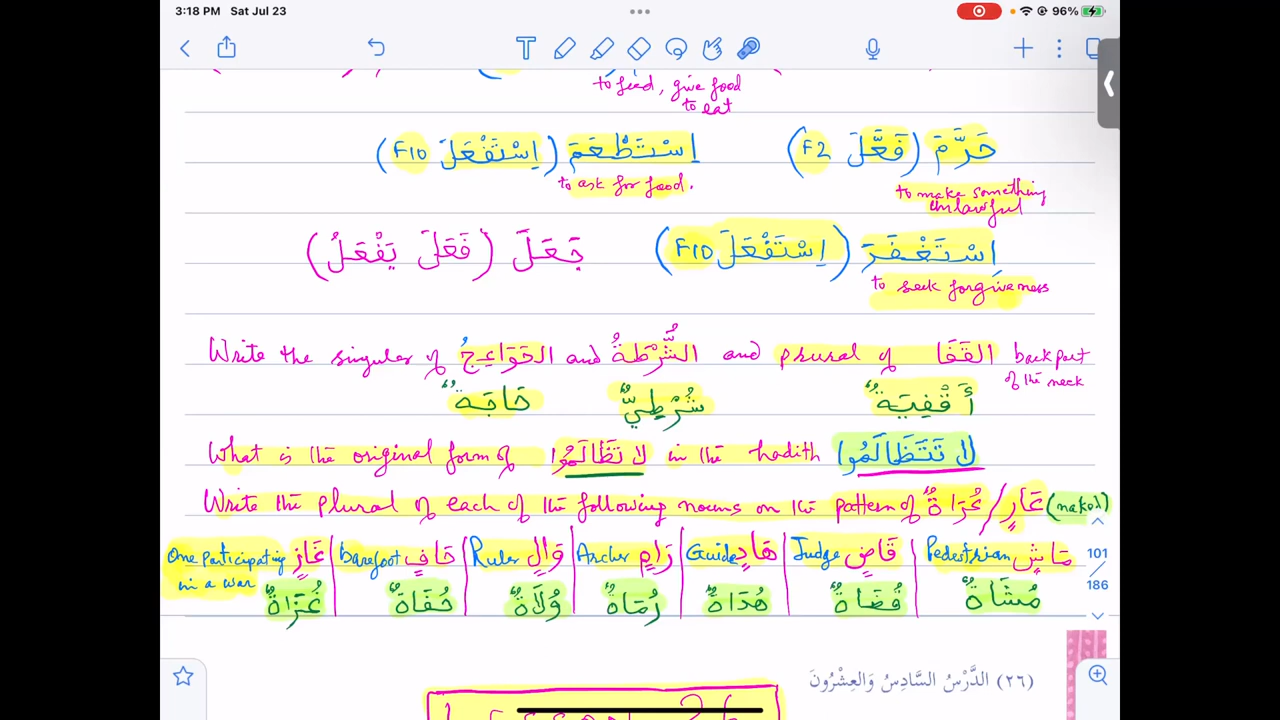 3:18 PM Sat Jul 23
96%
to feed, give food
to eat
حَرَّمَ (فَعَّلَ F2) اِسْتَطْعَمَ (اِسْتَفْعَلَ F10)
to make something unlawful
to ask for food.
اِسْتَغْفَرَ (اِسْتَفْعَلَ F10) جَعَلَ (فَعَلَ يَفْعَلُ)
to seek forgiveness
Write the singular of الحَوَاءِجُ and الشُّرْطَةُ and plural of القَفَا back part of the neck
حَاجَةٌ شُرْطِيٌّ أَقْفِيَةٌ
What is the original form of لا تَظَالَمُوا in the hadith لَا تَتَظَالَمُوا
Write the plural of each of the following nouns on the pattern of عَارٍ / عُرَاةٌ (naked)
مَاشٍ Pedestrian | قَاضٍ Judge | هَادٍ Guide | رَامٍ Archer | وَالٍ Ruler | حَافٍ barefoot | غَازٍ One participating in a war
مُشَاةٌ | قُضَاةٌ | هُدَاةٌ | رُمَاةٌ | وُلَاةٌ | حُفَاةٌ | غُزَاةٌ
101
186
(٢٦) الدَّرْسُ السَّادِسُ وَالعِشْرُونَ